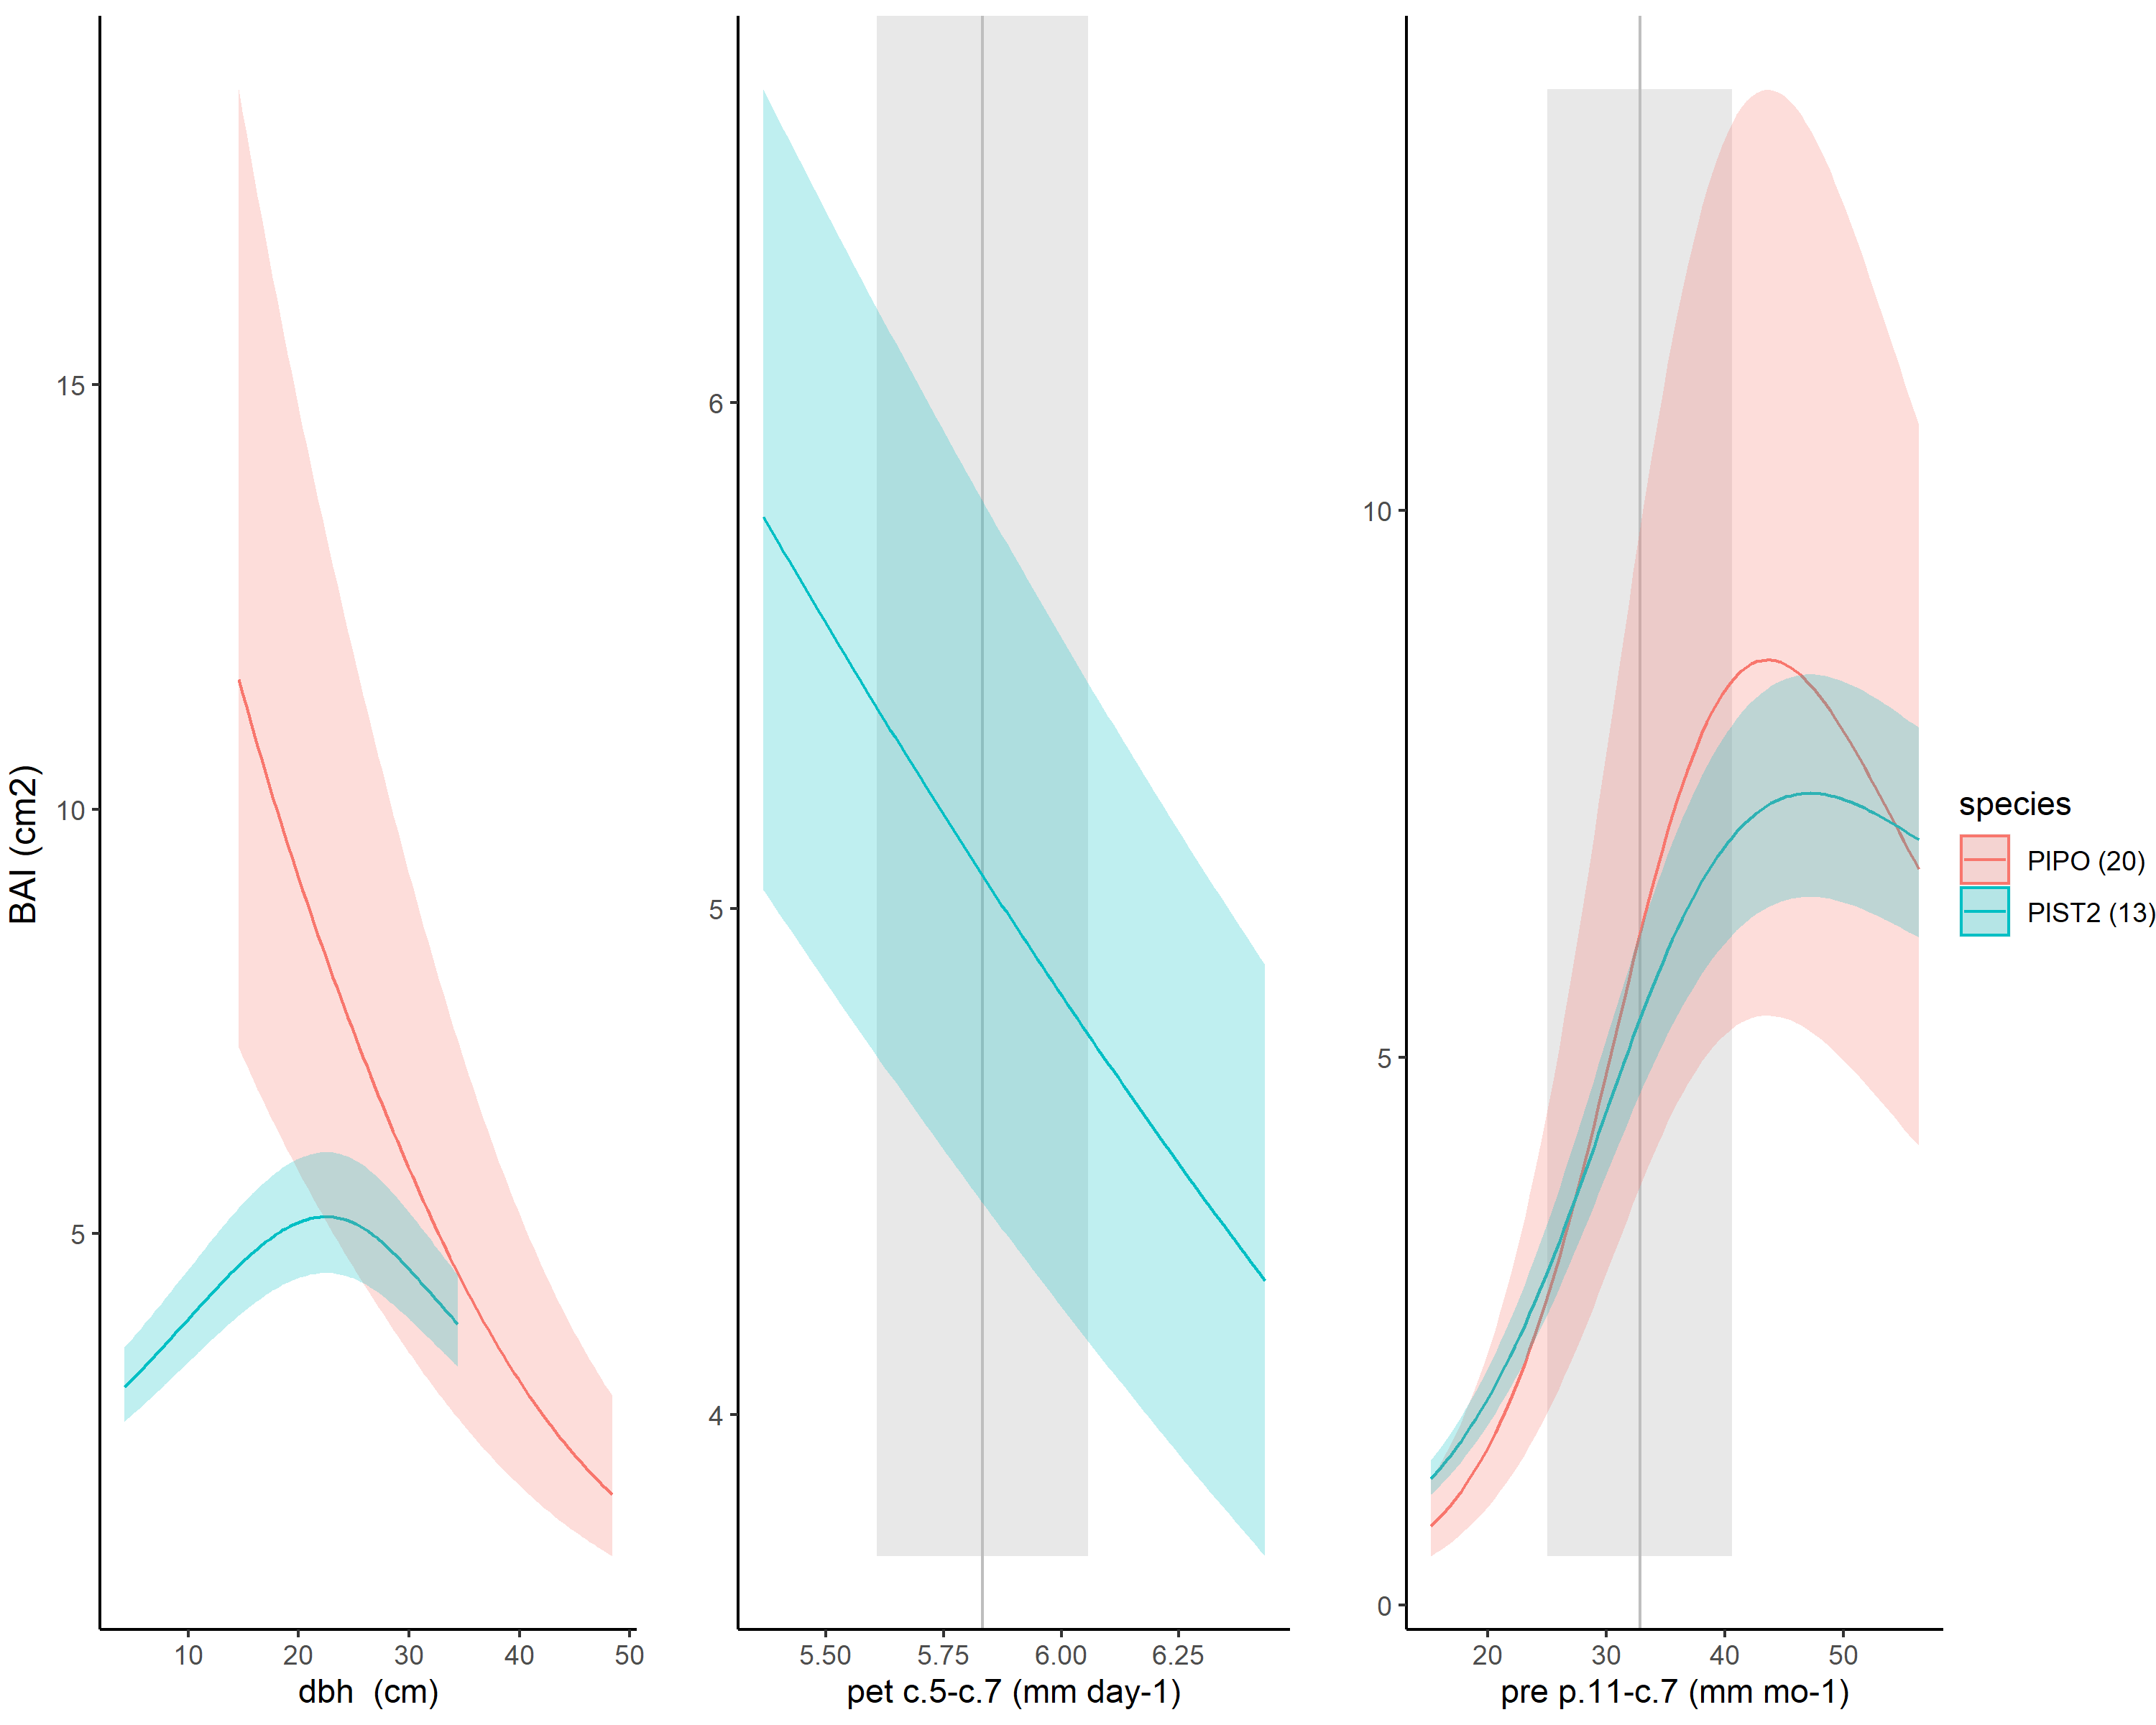 BAI (cm2)
15
10
5
10 20 30 40 50
dbh  (cm)
6
5
4
5.50 5.75 6.00 6.25
pet c.5-c.7 (mm day-1)
10
5
0
20 30 40 50
pre p.11-c.7 (mm mo-1)
species
PIPO (20)
PIST2 (13)